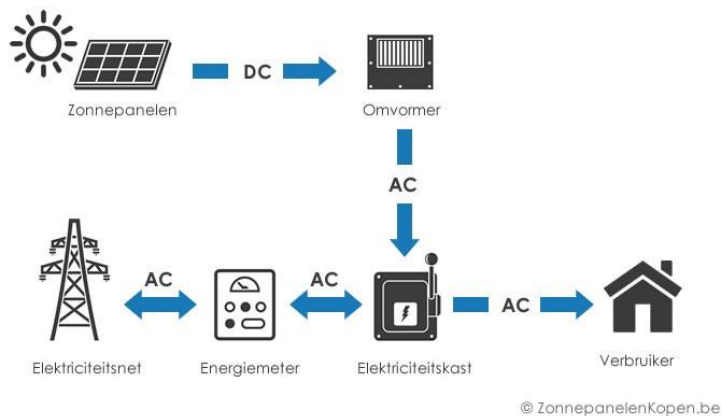 DC
Zonnepanelen
Omvormer
AC
AC
AC
AC
Elektriciteitsnet
Energiemeter
Elektriciteitskast
Verbruiker
© ZonnepanelenKopen.be